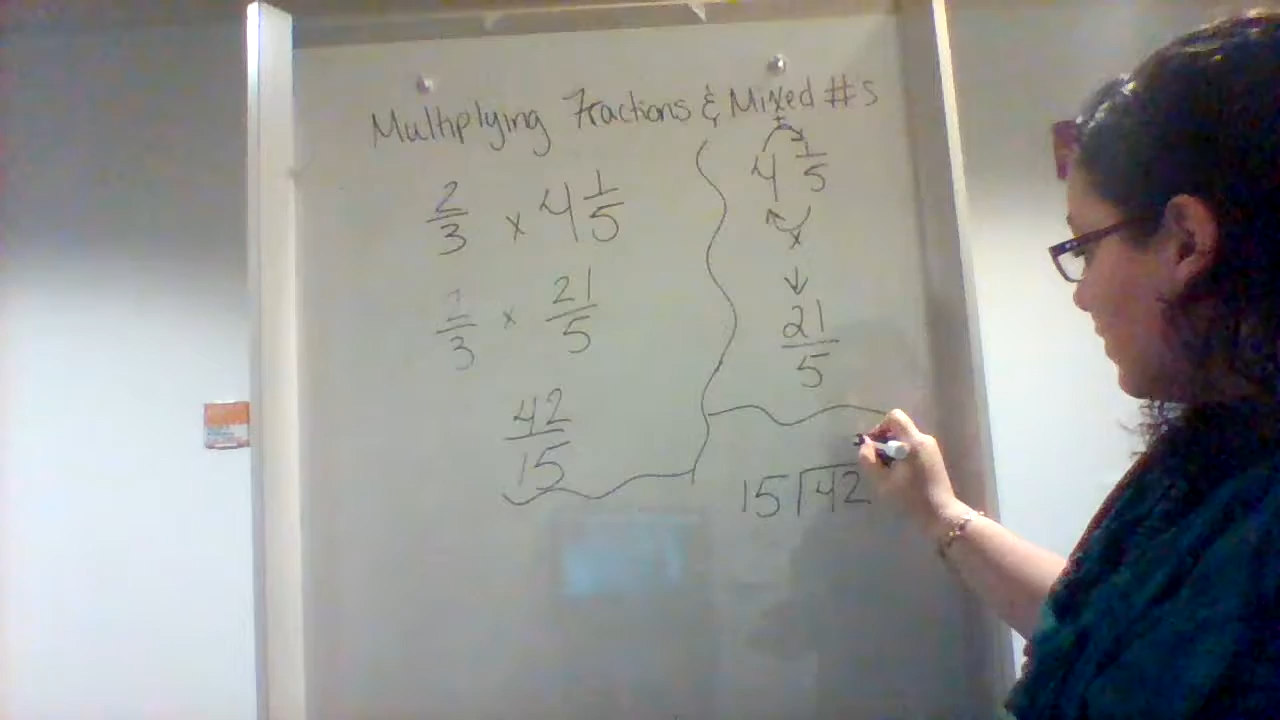 Multiplying Fractions & Mixed #s
2/3 x 4 1/5
2/3 x 21/5
42/15
+
4 1/5
x
↓
21/5
15)42